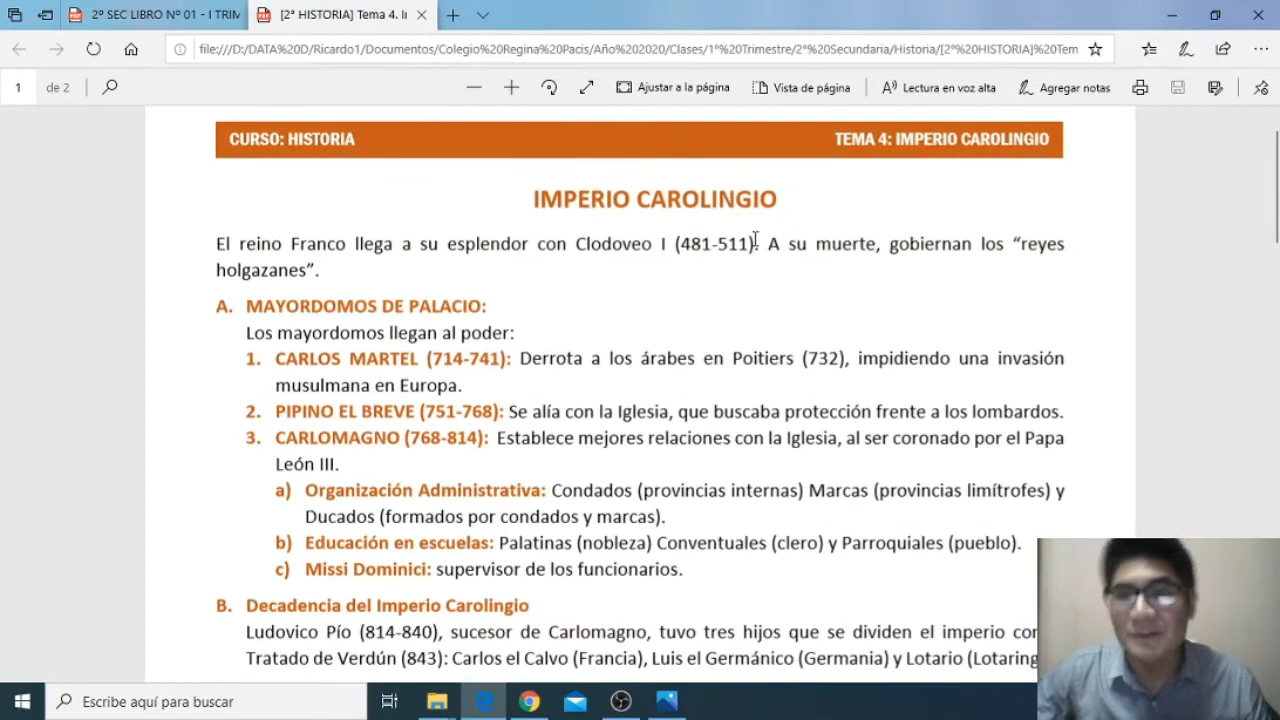 2º SEC LIBRO Nº 01 - I TRIM
[2° HISTORIA] Tema 4. I
file:///D:/DATA%20D/Ricardo1/Documentos/Colegio%20Regina%20Pacis/Año%202020/Clases/1°%20Trimestre/2°%20Secundaria/Historia/[2°%20HISTORIA]%20Tem
1 de 2 Ajustar a la página Vista de página Lectura en voz alta Agregar notas
CURSO: HISTORIA TEMA 4: IMPERIO CAROLINGIO
IMPERIO CAROLINGIO
El reino Franco llega a su esplendor con Clodoveo I (481-511). A su muerte, gobiernan los “reyes
holgazanes”.
A. MAYORDOMOS DE PALACIO:
Los mayordomos llegan al poder:
1. CARLOS MARTEL (714-741): Derrota a los árabes en Poitiers (732), impidiendo una invasión
musulmana en Europa.
2. PIPINO EL BREVE (751-768): Se alía con la Iglesia, que buscaba protección frente a los lombardos.
3. CARLOMAGNO (768-814): Establece mejores relaciones con la Iglesia, al ser coronado por el Papa
León III.
a) Organización Administrativa: Condados (provincias internas) Marcas (provincias limítrofes) y
Ducados (formados por condados y marcas).
b) Educación en escuelas: Palatinas (nobleza) Conventuales (clero) y Parroquiales (pueblo).
c) Missi Dominici: supervisor de los funcionarios.
B. Decadencia del Imperio Carolingio
Ludovico Pío (814-840), sucesor de Carlomagno, tuvo tres hijos que se dividen el imperio con
Tratado de Verdún (843): Carlos el Calvo (Francia), Luis el Germánico (Germania) y Lotario (Lotaring
Escribe aquí para buscar